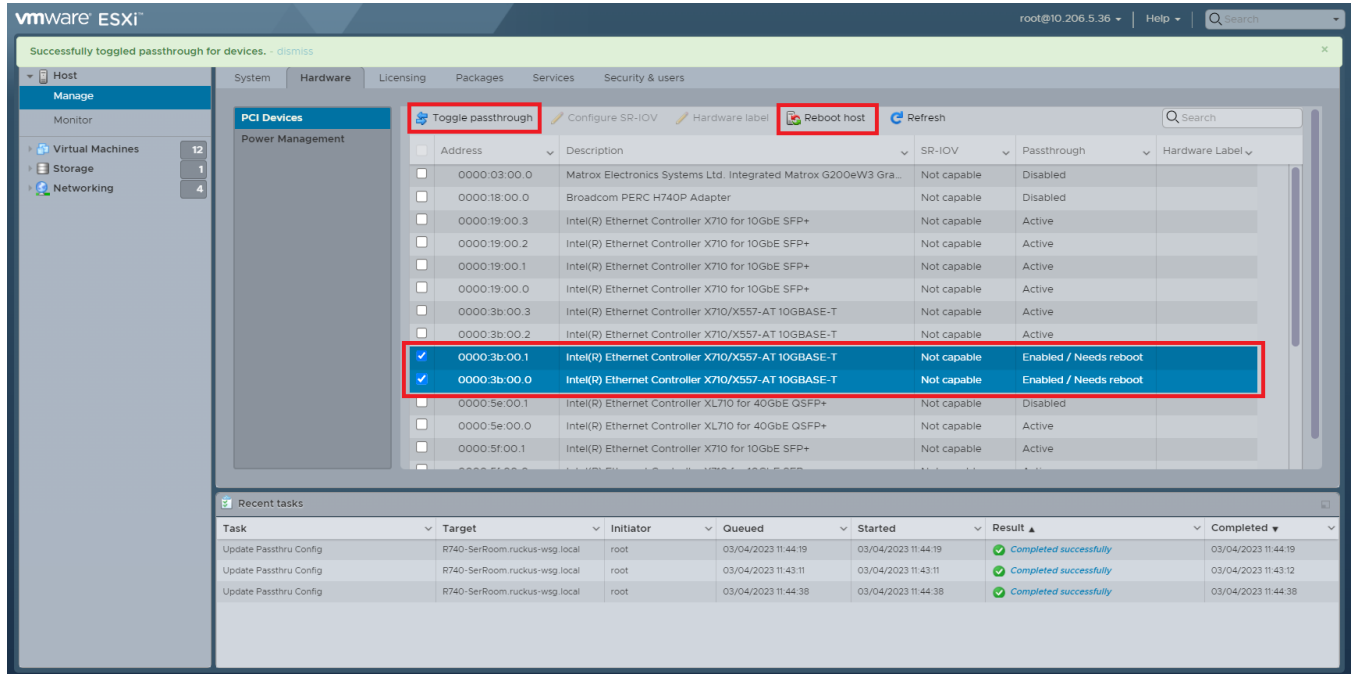 vmware ESXi™ root@10.206.5.36 Help Search
Successfully toggled passthrough for devices. - dismiss
Host
Manage
Monitor
Virtual Machines 12
Storage 1
Networking 4
System Hardware Licensing Packages Services Security & users
PCI Devices
Power Management
Toggle passthrough Configure SR-IOV Hardware label Reboot host Refresh Search
Address Description SR-IOV Passthrough Hardware Label
0000:03:00.0 Matrox Electronics Systems Ltd. Integrated Matrox G200eW3 Gra... Not capable Disabled
0000:18:00.0 Broadcom PERC H740P Adapter Not capable Disabled
0000:19:00.3 Intel(R) Ethernet Controller X710 for 10GbE SFP+ Not capable Active
0000:19:00.2 Intel(R) Ethernet Controller X710 for 10GbE SFP+ Not capable Active
0000:19:00.1 Intel(R) Ethernet Controller X710 for 10GbE SFP+ Not capable Active
0000:19:00.0 Intel(R) Ethernet Controller X710 for 10GbE SFP+ Not capable Active
0000:3b:00.3 Intel(R) Ethernet Controller X710/X557-AT 10GBASE-T Not capable Active
0000:3b:00.2 Intel(R) Ethernet Controller X710/X557-AT 10GBASE-T Not capable Active
0000:3b:00.1 Intel(R) Ethernet Controller X710/X557-AT 10GBASE-T Not capable Enabled / Needs reboot
0000:3b:00.0 Intel(R) Ethernet Controller X710/X557-AT 10GBASE-T Not capable Enabled / Needs reboot
0000:5e:00.1 Intel(R) Ethernet Controller XL710 for 40GbE QSFP+ Not capable Disabled
0000:5e:00.0 Intel(R) Ethernet Controller XL710 for 40GbE QSFP+ Not capable Active
0000:5f:00.1 Intel(R) Ethernet Controller X710 for 10GbE SFP+ Not capable Active
Recent tasks
Task Target Initiator Queued Started Result Completed
Update Passthru Config R740-SerRoom.ruckus-wsg.local root 03/04/2023 11:44:19 03/04/2023 11:44:19 Completed successfully 03/04/2023 11:44:19
Update Passthru Config R740-SerRoom.ruckus-wsg.local root 03/04/2023 11:43:11 03/04/2023 11:43:11 Completed successfully 03/04/2023 11:43:12
Update Passthru Config R740-SerRoom.ruckus-wsg.local root 03/04/2023 11:44:38 03/04/2023 11:44:38 Completed successfully 03/04/2023 11:44:38